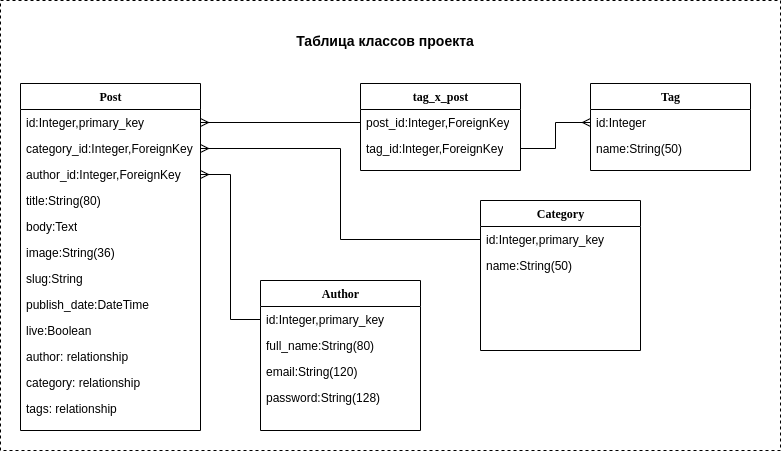 Таблица классов проекта
Post
id:Integer,primary_key
category_id:Integer,ForeignKey
author_id:Integer,ForeignKey
title:String(80)
body:Text
image:String(36)
slug:String
publish_date:DateTime
live:Boolean
author: relationship
category: relationship
tags: relationship
tag_x_post
post_id:Integer,ForeignKey
tag_id:Integer,ForeignKey
Tag
id:Integer
name:String(50)
Category
id:Integer,primary_key
name:String(50)
Author
id:Integer,primary_key
full_name:String(80)
email:String(120)
password:String(128)